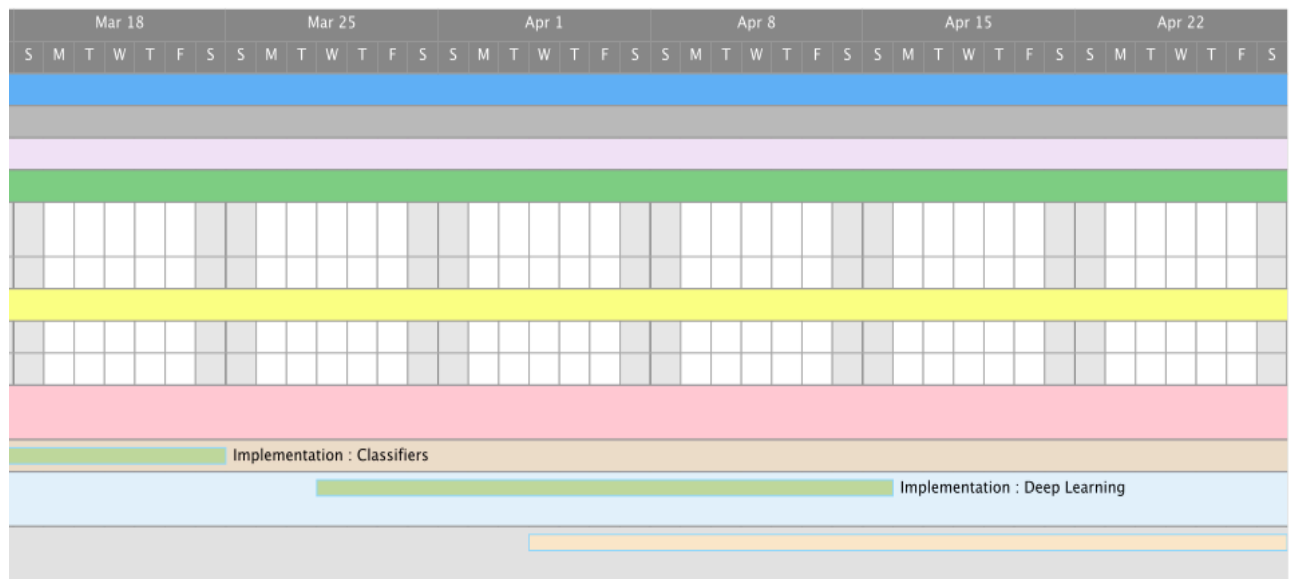 Mar 18 Mar 25 Apr 1 Apr 8 Apr 15 Apr 22
S M T W T F S S M T W T F S S M T W T F S S M T W T F S S M T W T F S S M T W T F S
Implementation : Classifiers
Implementation : Deep Learning